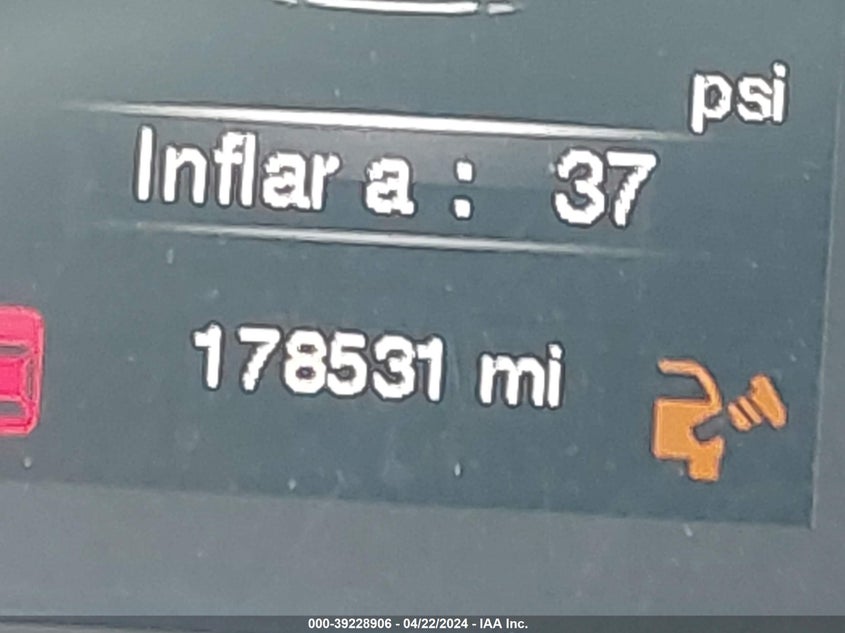 psi
Inflar a : 37
178531 mi
000-39228906 - 04/22/2024 - IAA Inc.